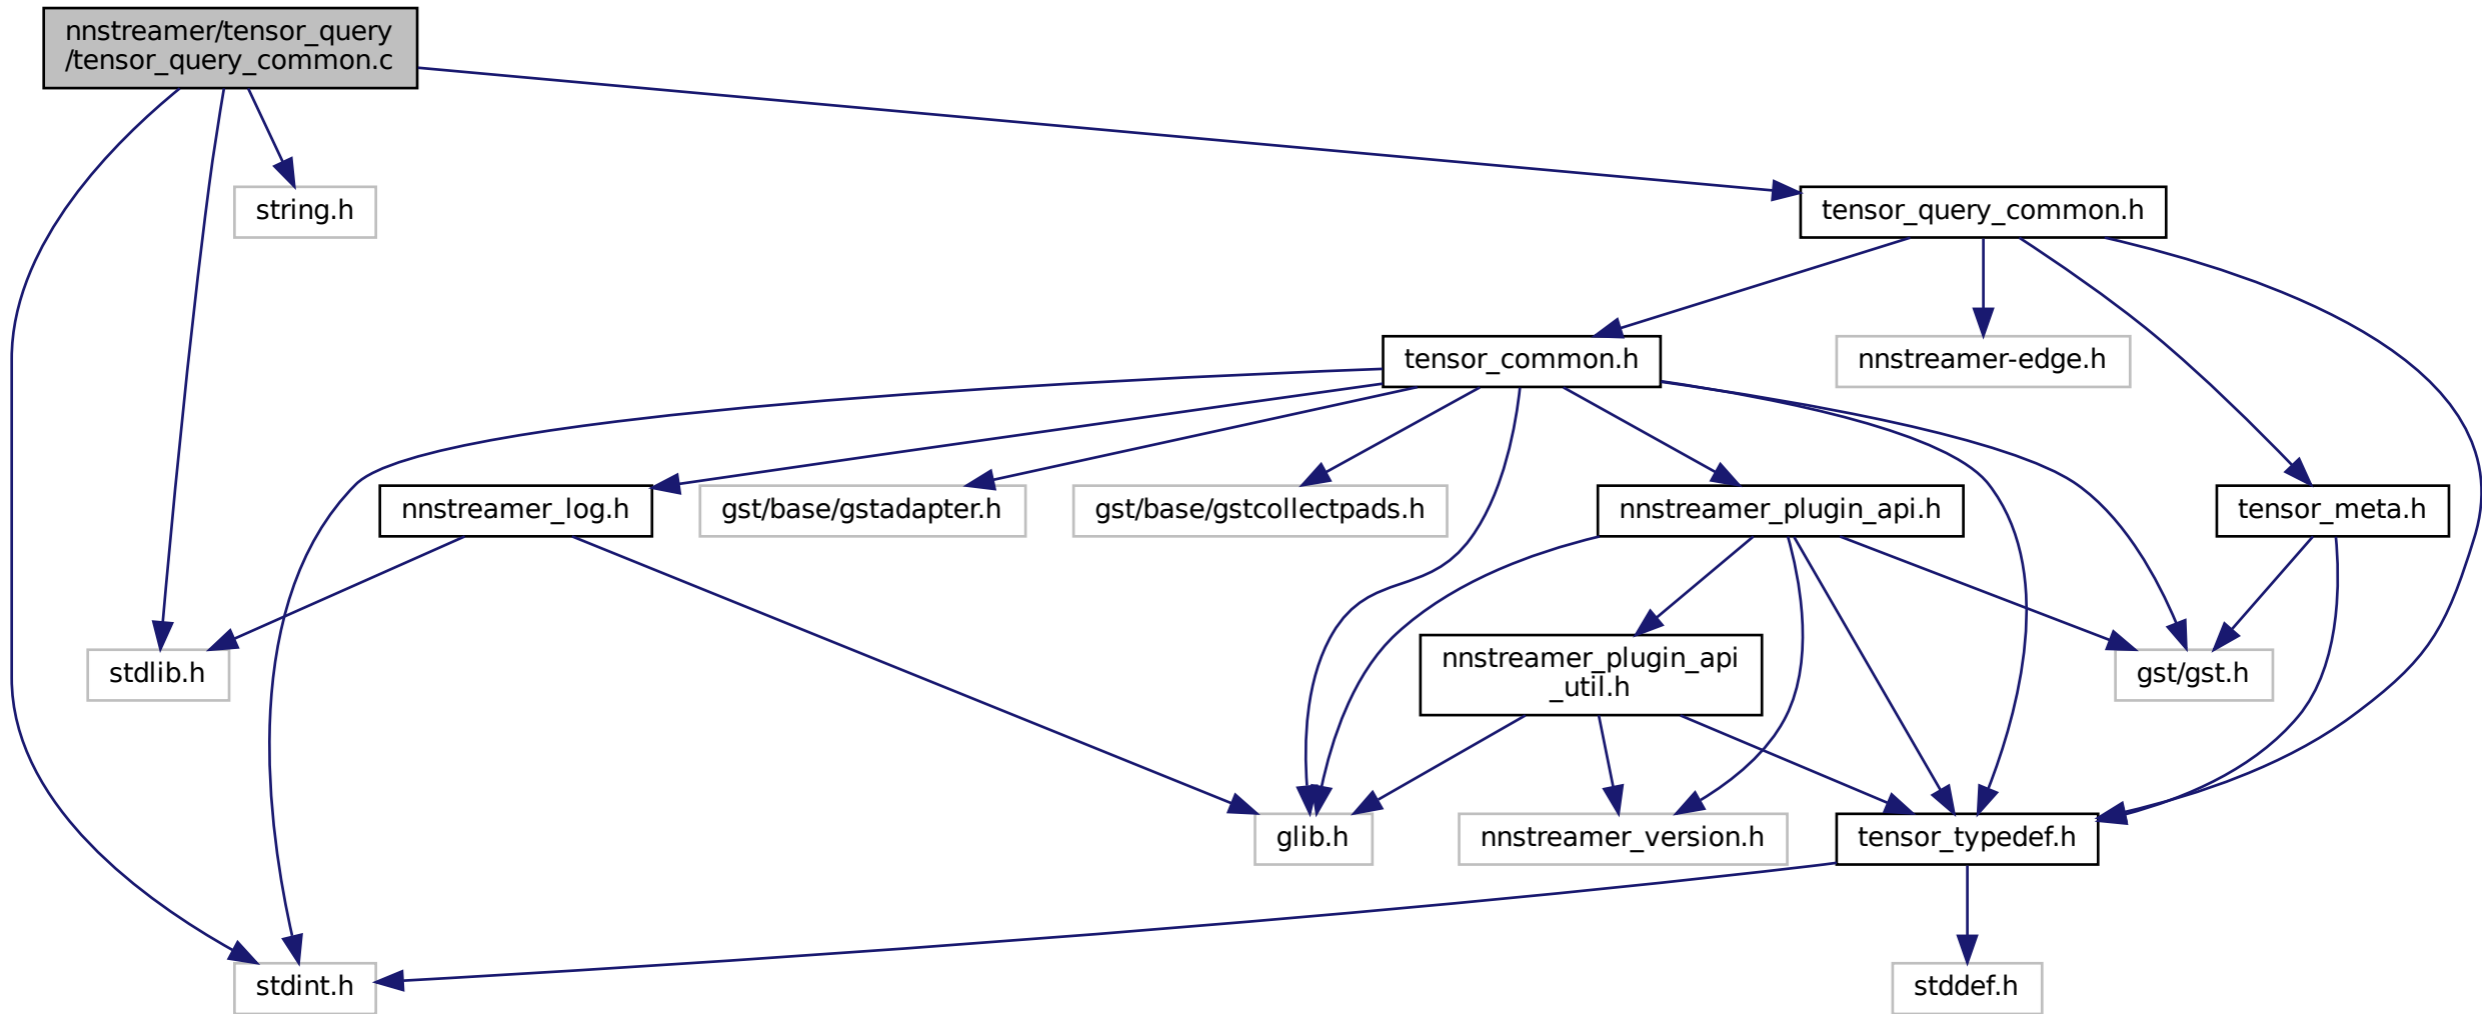 nnstreamer/tensor_query
/tensor_query_common.c
string.h
tensor_query_common.h
tensor_common.h
nnstreamer-edge.h
nnstreamer_log.h
gst/base/gstadapter.h
gst/base/gstcollectpads.h
nnstreamer_plugin_api.h
tensor_meta.h
stdlib.h
nnstreamer_plugin_api
_util.h
gst/gst.h
glib.h
nnstreamer_version.h
tensor_typedef.h
stdint.h
stddef.h